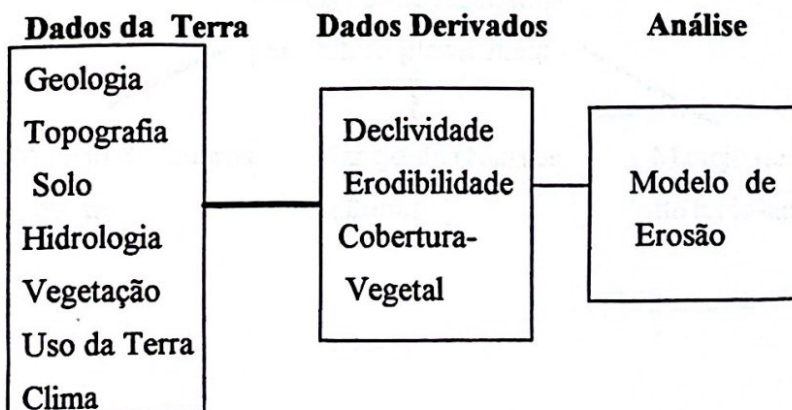 Dados da Terra
Geologia
Topografia
Solo
Hidrologia
Vegetação
Uso da Terra
Clima
Dados Derivados
Declividade
Erodibilidade
Cobertura-
Vegetal
Análise
Modelo de
Erosão